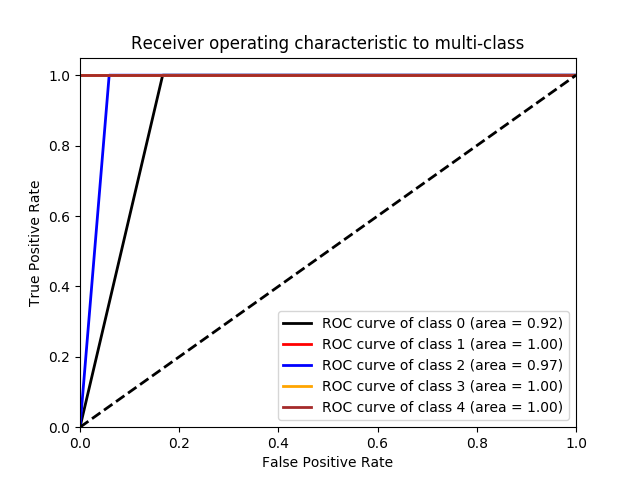 Receiver operating characteristic to multi-class
True Positive Rate
1.0
0.8
0.6
0.4
0.2
0.0
ROC curve of class 0 (area = 0.92)
ROC curve of class 1 (area = 1.00)
ROC curve of class 2 (area = 0.97)
ROC curve of class 3 (area = 1.00)
ROC curve of class 4 (area = 1.00)
0.0 0.2 0.4 0.6 0.8 1.0
False Positive Rate